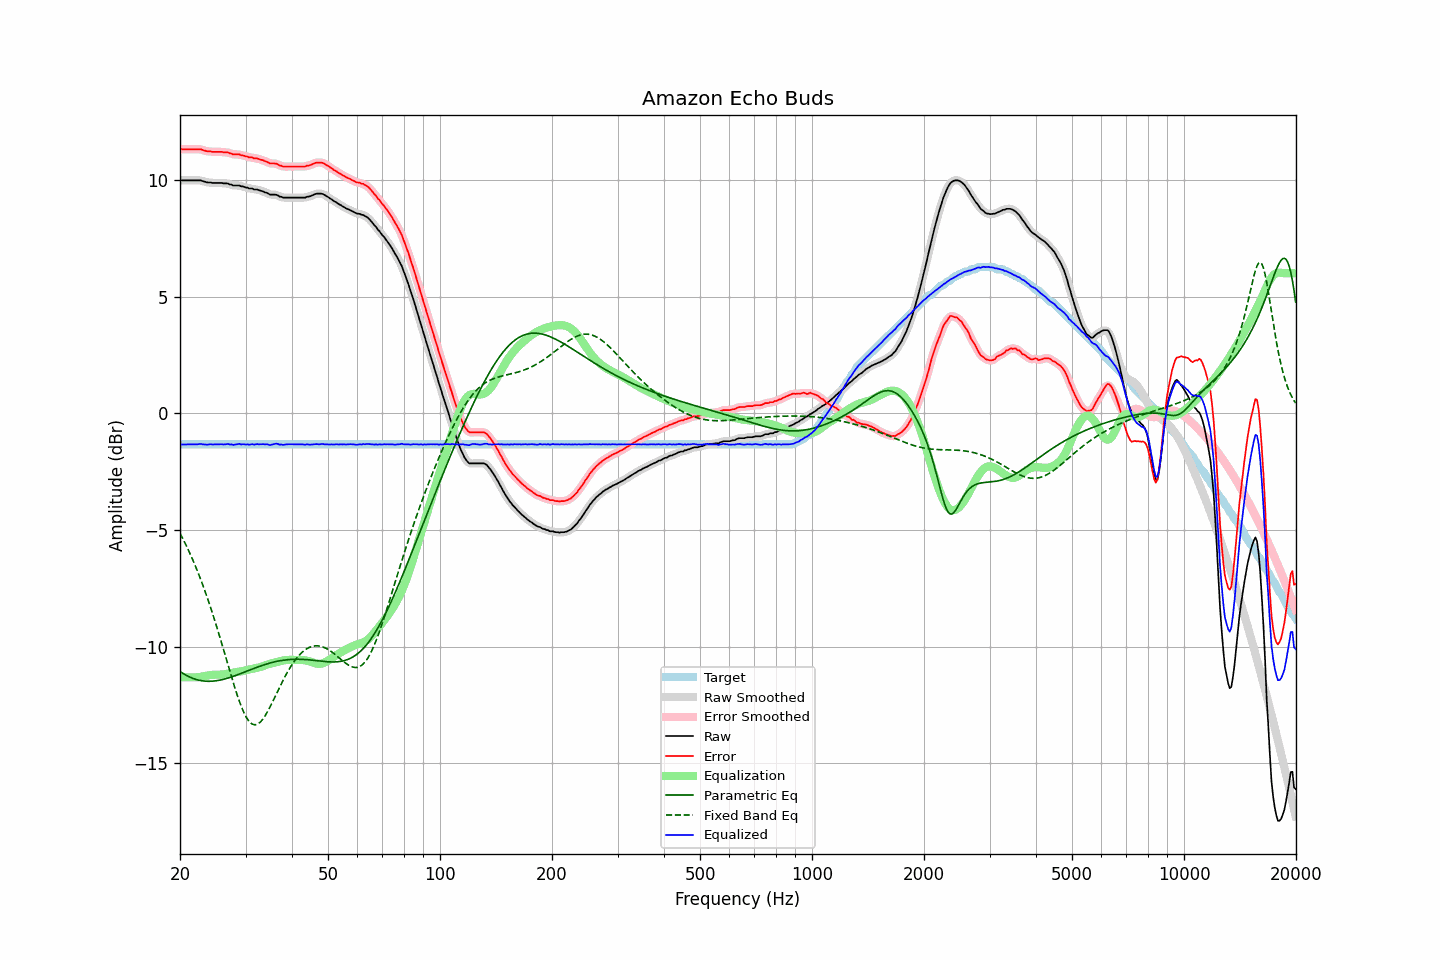 Amazon Echo Buds
Amplitude (dBr)
10
5
0
−5
−10
−15
Target
Raw Smoothed
Error Smoothed
Raw
Error
Equalization
Parametric Eq
Fixed Band Eq
Equalized
20 50 100 200 500 1000 2000 5000 10000 20000
Frequency (Hz)